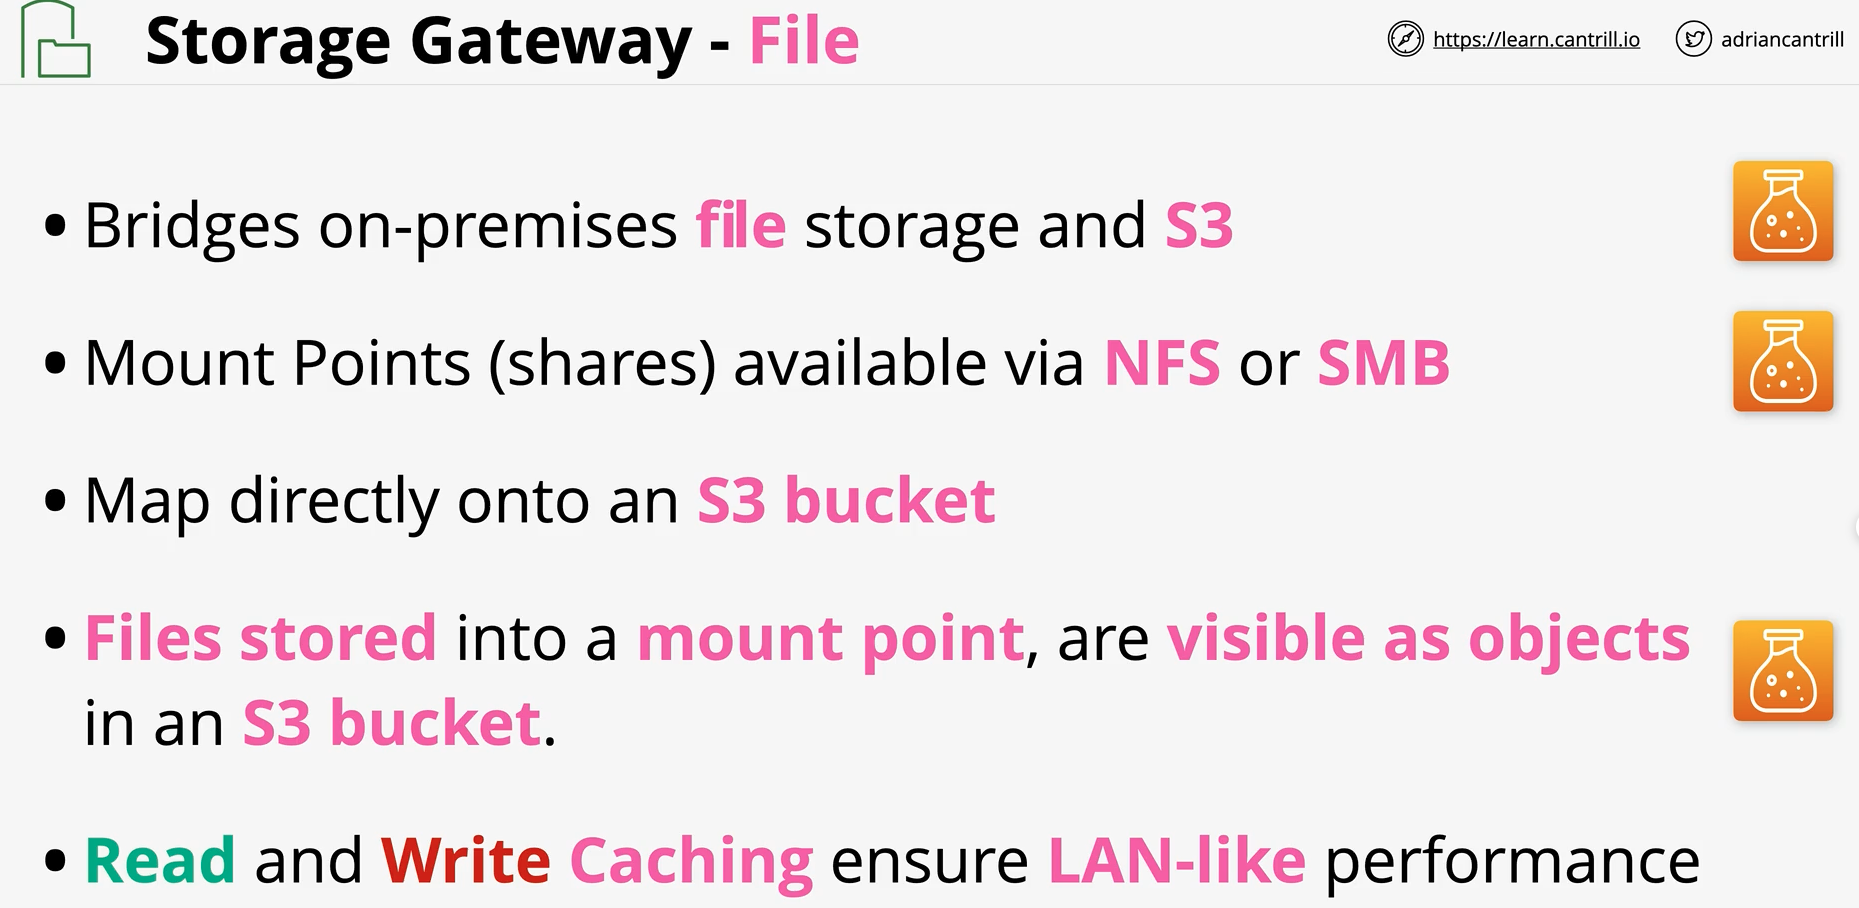 Storage Gateway - File
https://learn.cantrill.io
adriancantrill
• Bridges on-premises file storage and S3
• Mount Points (shares) available via NFS or SMB
• Map directly onto an S3 bucket
• Files stored into a mount point, are visible as objects
in an S3 bucket.
• Read and Write Caching ensure LAN-like performance